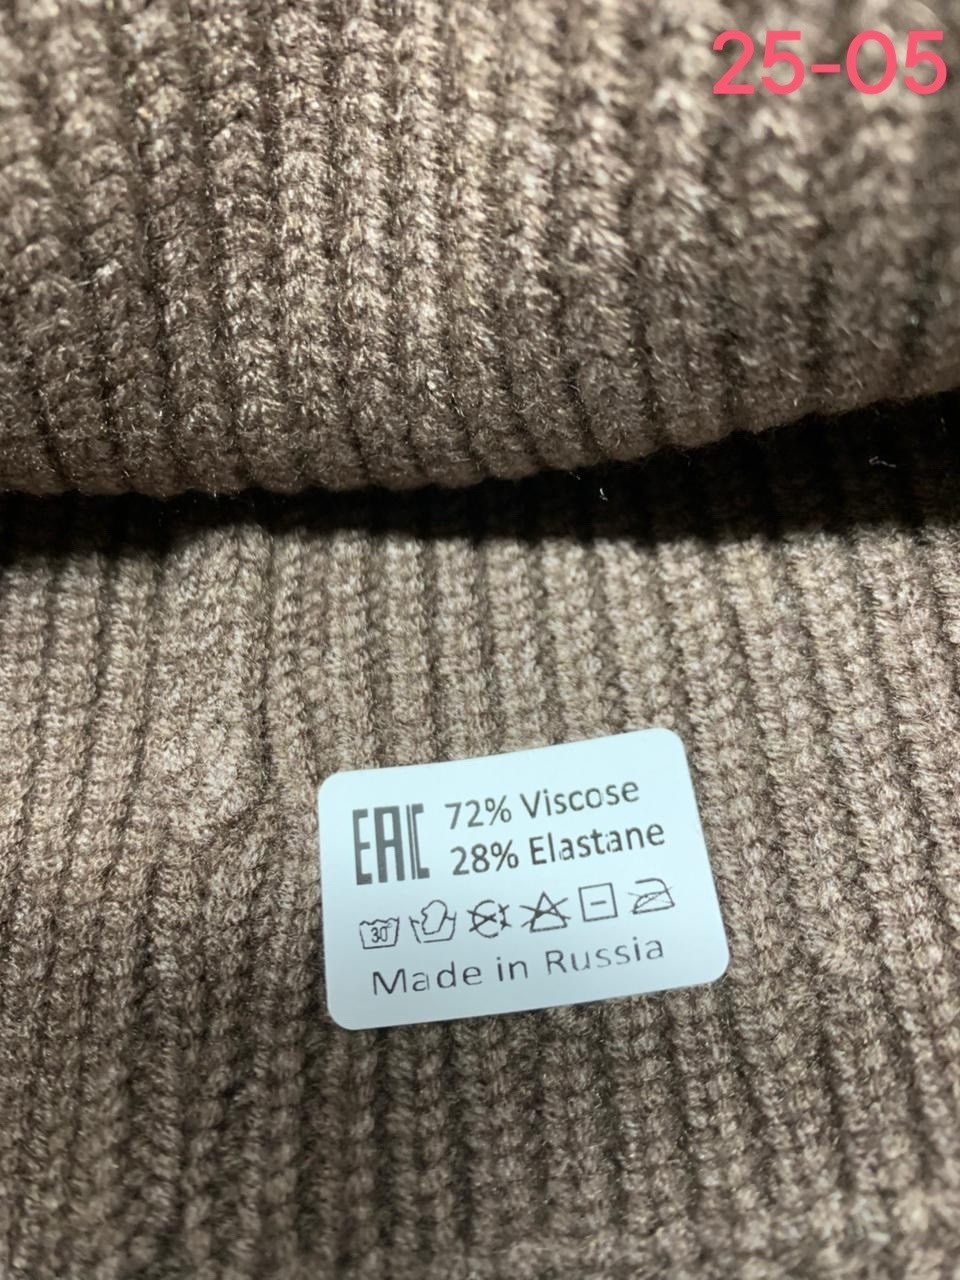 25-05
EAC 72% Viscose
28% Elastane
30°
Made in Russia